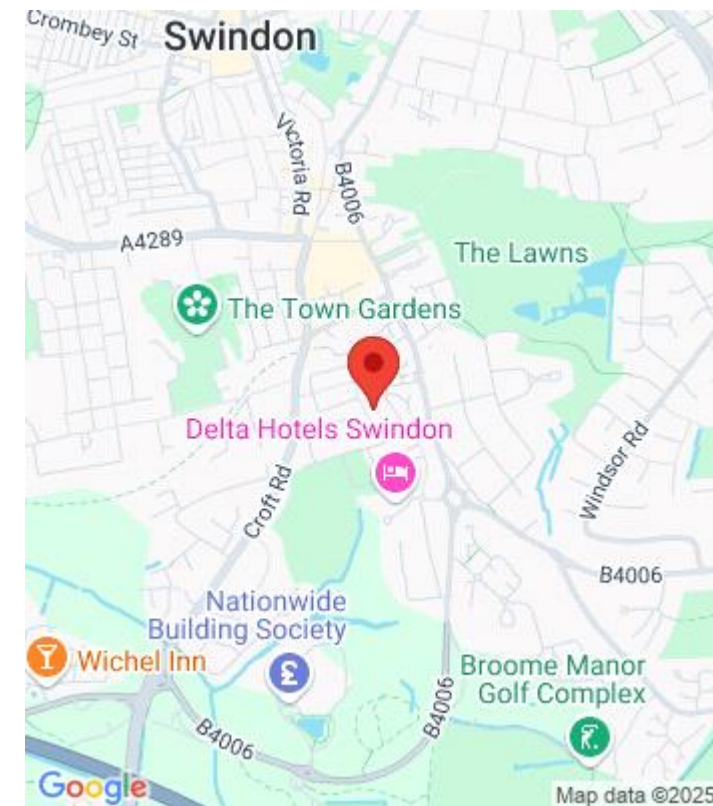 Crombey St
Swindon
Victoria Rd
B4006
A4289
The Lawns
The Town Gardens
Delta Hotels Swindon
Croft Rd
Windsor Rd
B4006
Nationwide
Building Society
Wichel Inn
Broome Manor
Golf Complex
B4006
B4006
Google
Map data ©2025